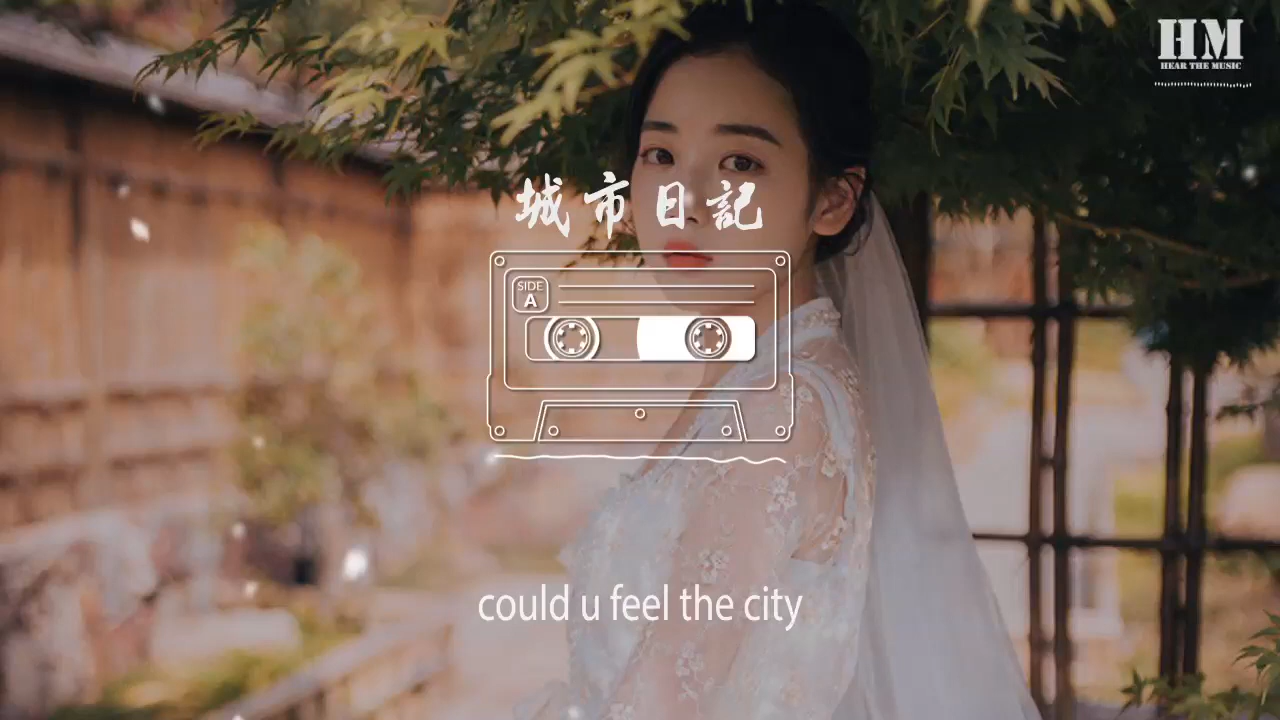 HM
HEAR THE MUSIC
城市日記
SIDE
A
could u feel the city